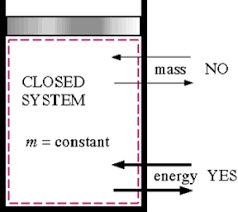 CLOSED
SYSTEM
m = constant
mass NO
energy YES